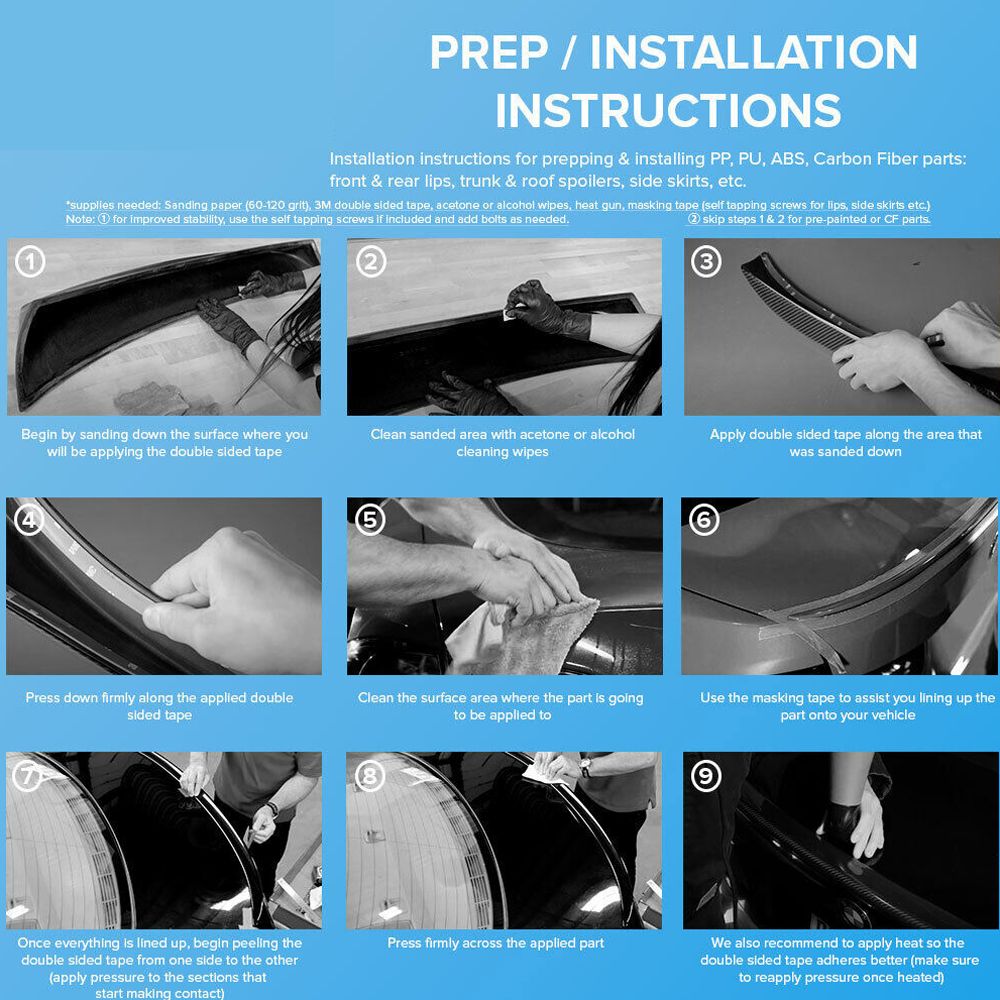 PREP / INSTALLATION
INSTRUCTIONS
Installation instructions for prepping & installing PP, PU, ABS, Carbon Fiber parts:
front & rear lips, trunk & roof spoilers, side skirts, etc.
*supplies needed: Sanding paper (60-120 grit), 3M double sided tape, acetone or alcohol wipes, heat gun, masking tape (self tapping screws for lips, side skirts etc.)
Note: ① for improved stability, use the self tapping screws if included and add bolts as needed. ② skip steps 1 & 2 for pre-painted or CF parts.
1
Begin by sanding down the surface where you
will be applying the double sided tape
2
Clean sanded area with acetone or alcohol
cleaning wipes
3
Apply double sided tape along the area that
was sanded down
4
Press down firmly along the applied double
sided tape
5
Clean the surface area where the part is going
to be applied to
6
Use the masking tape to assist you lining up the
part onto your vehicle
7
Once everything is lined up, begin peeling the
double sided tape from one side to the other
(apply pressure to the sections that
start making contact)
8
Press firmly across the applied part
9
We also recommend to apply heat so the
double sided tape adheres better (make sure
to reapply pressure once heated)